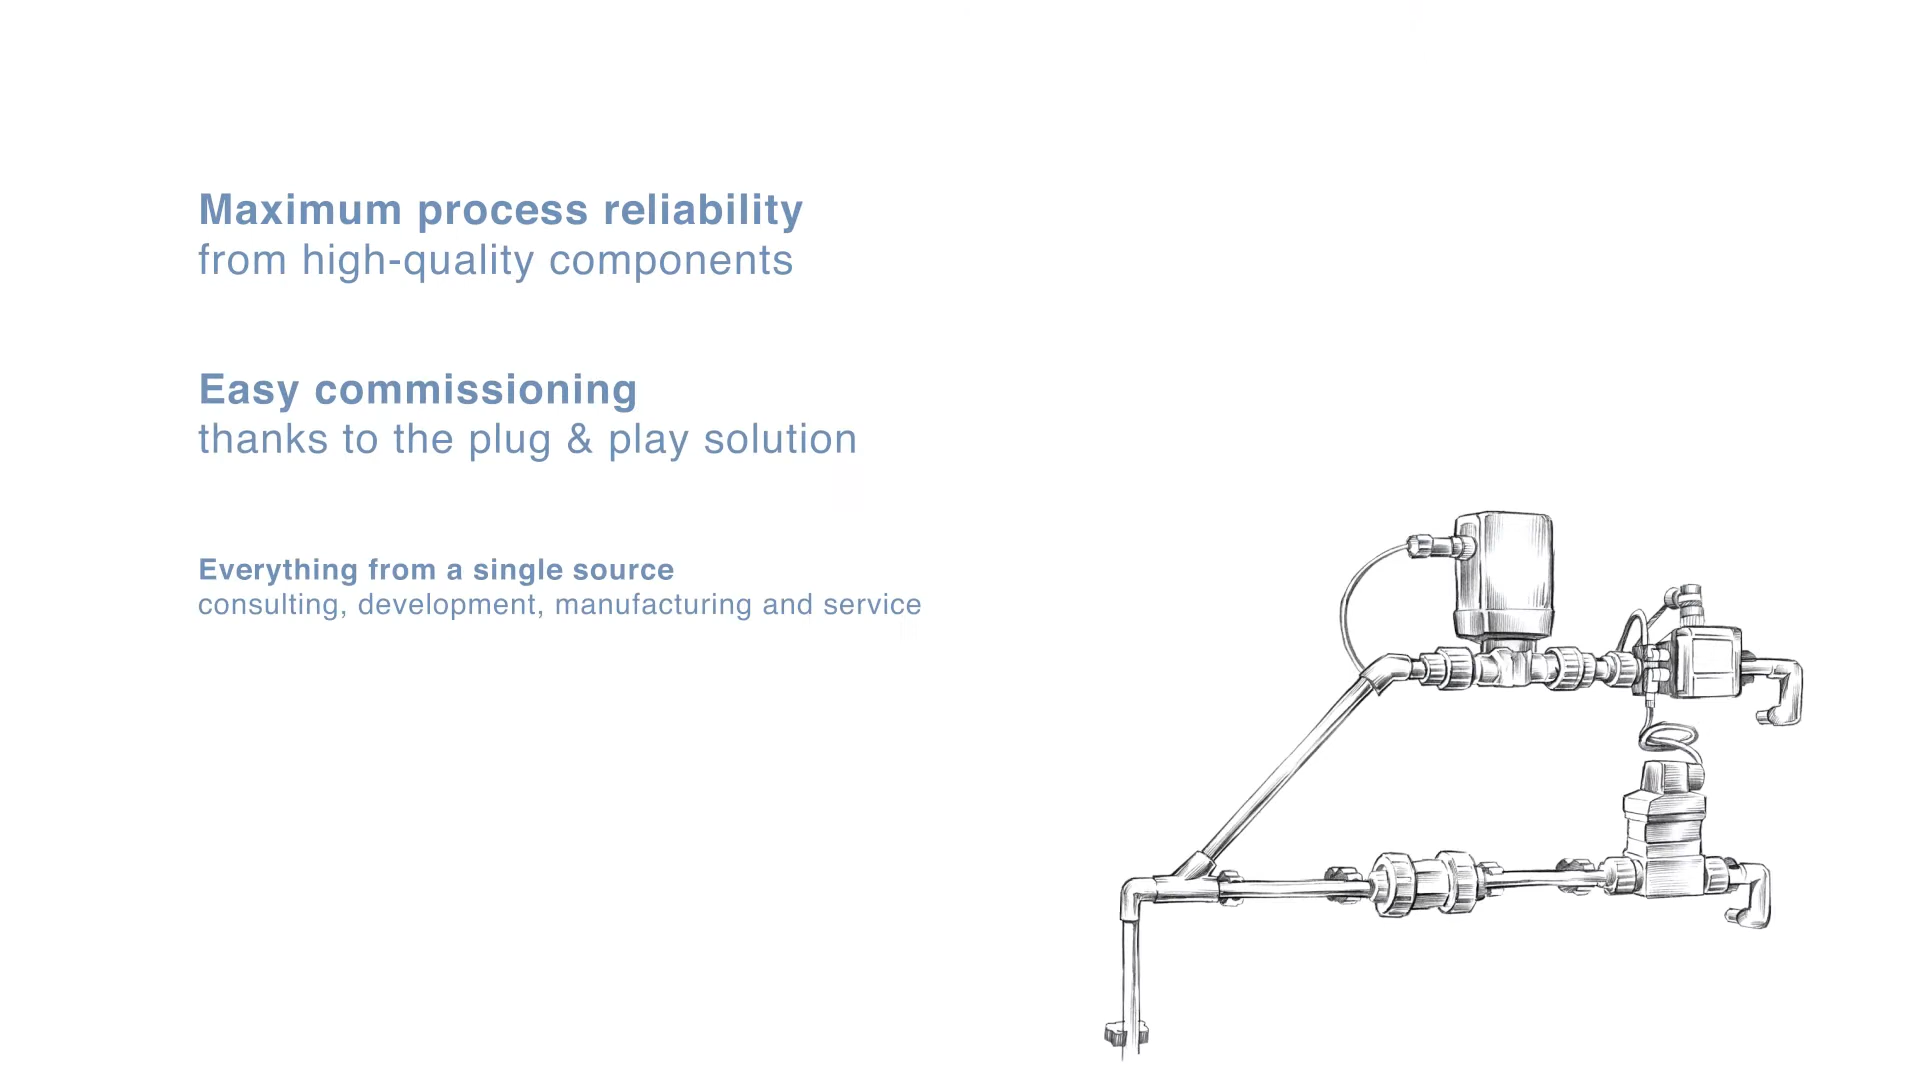 Maximum process reliability
from high-quality components
Easy commissioning
thanks to the plug & play solution
Everything from a single source
consulting, development, manufacturing and service